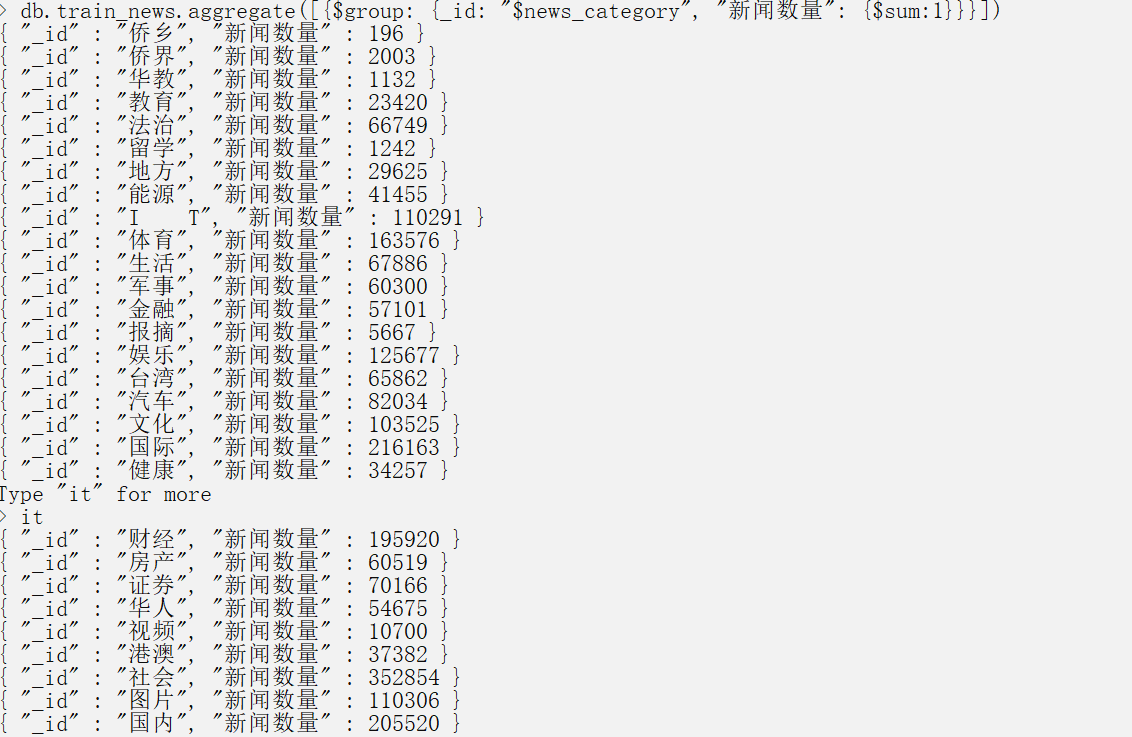 > db.train_news.aggregate([{$group: {_id: "$news_category", "新闻数量": {$sum:1}}}])
{ "_id" : "侨乡", "新闻数量" : 196 }
{ "_id" : "侨界", "新闻数量" : 2003 }
{ "_id" : "华教", "新闻数量" : 1132 }
{ "_id" : "教育", "新闻数量" : 23420 }
{ "_id" : "法治", "新闻数量" : 66749 }
{ "_id" : "留学", "新闻数量" : 1242 }
{ "_id" : "地方", "新闻数量" : 29625 }
{ "_id" : "能源", "新闻数量" : 41455 }
{ "_id" : "I    T", "新闻数量" : 110291 }
{ "_id" : "体育", "新闻数量" : 163576 }
{ "_id" : "生活", "新闻数量" : 67886 }
{ "_id" : "军事", "新闻数量" : 60300 }
{ "_id" : "金融", "新闻数量" : 57101 }
{ "_id" : "报摘", "新闻数量" : 5667 }
{ "_id" : "娱乐", "新闻数量" : 125677 }
{ "_id" : "台湾", "新闻数量" : 65862 }
{ "_id" : "汽车", "新闻数量" : 82034 }
{ "_id" : "文化", "新闻数量" : 103525 }
{ "_id" : "国际", "新闻数量" : 216163 }
{ "_id" : "健康", "新闻数量" : 34257 }
Type "it" for more
> it
{ "_id" : "财经", "新闻数量" : 195920 }
{ "_id" : "房产", "新闻数量" : 60519 }
{ "_id" : "证券", "新闻数量" : 70166 }
{ "_id" : "华人", "新闻数量" : 54675 }
{ "_id" : "视频", "新闻数量" : 10700 }
{ "_id" : "港澳", "新闻数量" : 37382 }
{ "_id" : "社会", "新闻数量" : 352854 }
{ "_id" : "图片", "新闻数量" : 110306 }
{ "_id" : "国内", "新闻数量" : 205520 }